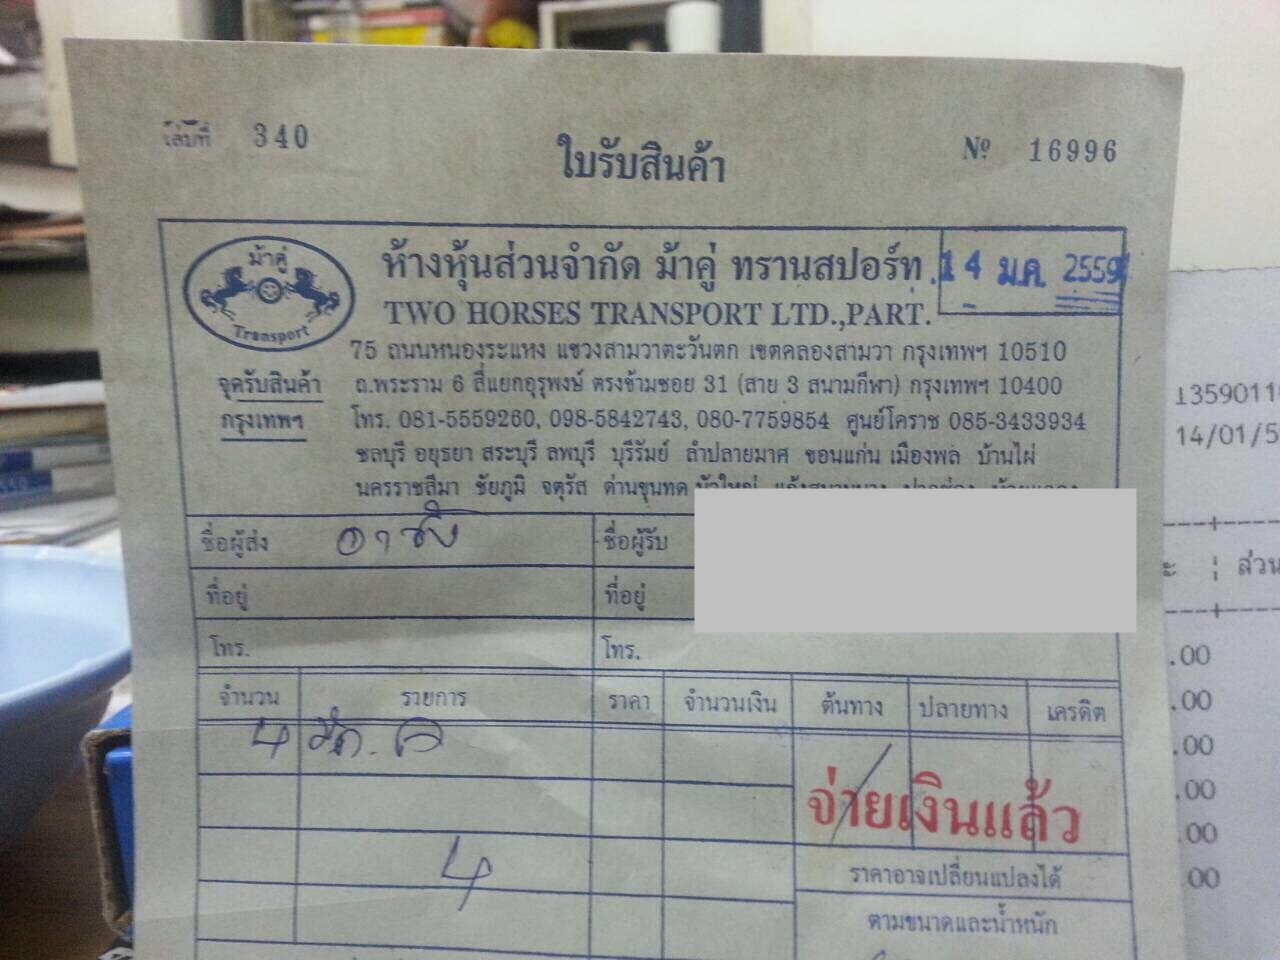 เล่มที่ 340
ใบรับสินค้า
Nº 16996
ม้าคู่
Transport
ห้างหุ้นส่วนจำกัด ม้าคู่ ทรานสปอร์ท
14 ม.ค. 2559
TWO HORSES TRANSPORT LTD.,PART.
75 ถนนหนองระแหง แขวงสามวาตะวันตก เขตคลองสามวา กรุงเทพฯ 10510
จุดรับสินค้า ถ.พระราม 6 สี่แยกอุรุพงษ์ ตรงข้ามซอย 31 (สาย 3 สนามกีฬา) กรุงเทพฯ 10400
กรุงเทพฯ โทร. 081-5559260, 098-5842743, 080-7759854 ศูนย์โคราช 085-3433934
ชลบุรี อยุธยา สระบุรี ลพบุรี บุรีรัมย์ ลำปลายมาศ ขอนแก่น เมืองพล บ้านไผ่
นครราชสีมา ชัยภูมิ จตุรัส ด่านขุนทด
ชื่อผู้ส่ง ชื่อผู้รับ
ที่อยู่ ที่อยู่
โทร. โทร.
จำนวน รายการ ราคา จำนวนเงิน ต้นทาง ปลายทาง เครดิต
4
จ่ายเงินแล้ว
4
ราคาอาจเปลี่ยนแปลงได้
ตามขนาดและน้ำหนัก
14/01/5
ส่วน
.00
.00
.00
.00
.00
00